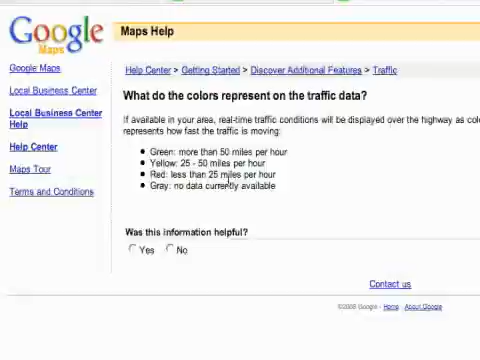 Google
Maps
Maps Help
Google Maps
Local Business Center
Local Business Center
Help
Help Center
Maps Tour
Terms and Conditions
Help Center > Getting Started > Discover Additional Features > Traffic
What do the colors represent on the traffic data?
If available in your area, real-time traffic conditions will be displayed over the highway as
represents how fast the traffic is moving:
Green: more than 50 miles per hour
Yellow: 25 - 50 miles per hour
Red: less than 25 miles per hour
Gray: no data currently available
Was this information helpful?
Yes No
Contact us
Google - Home - About Google